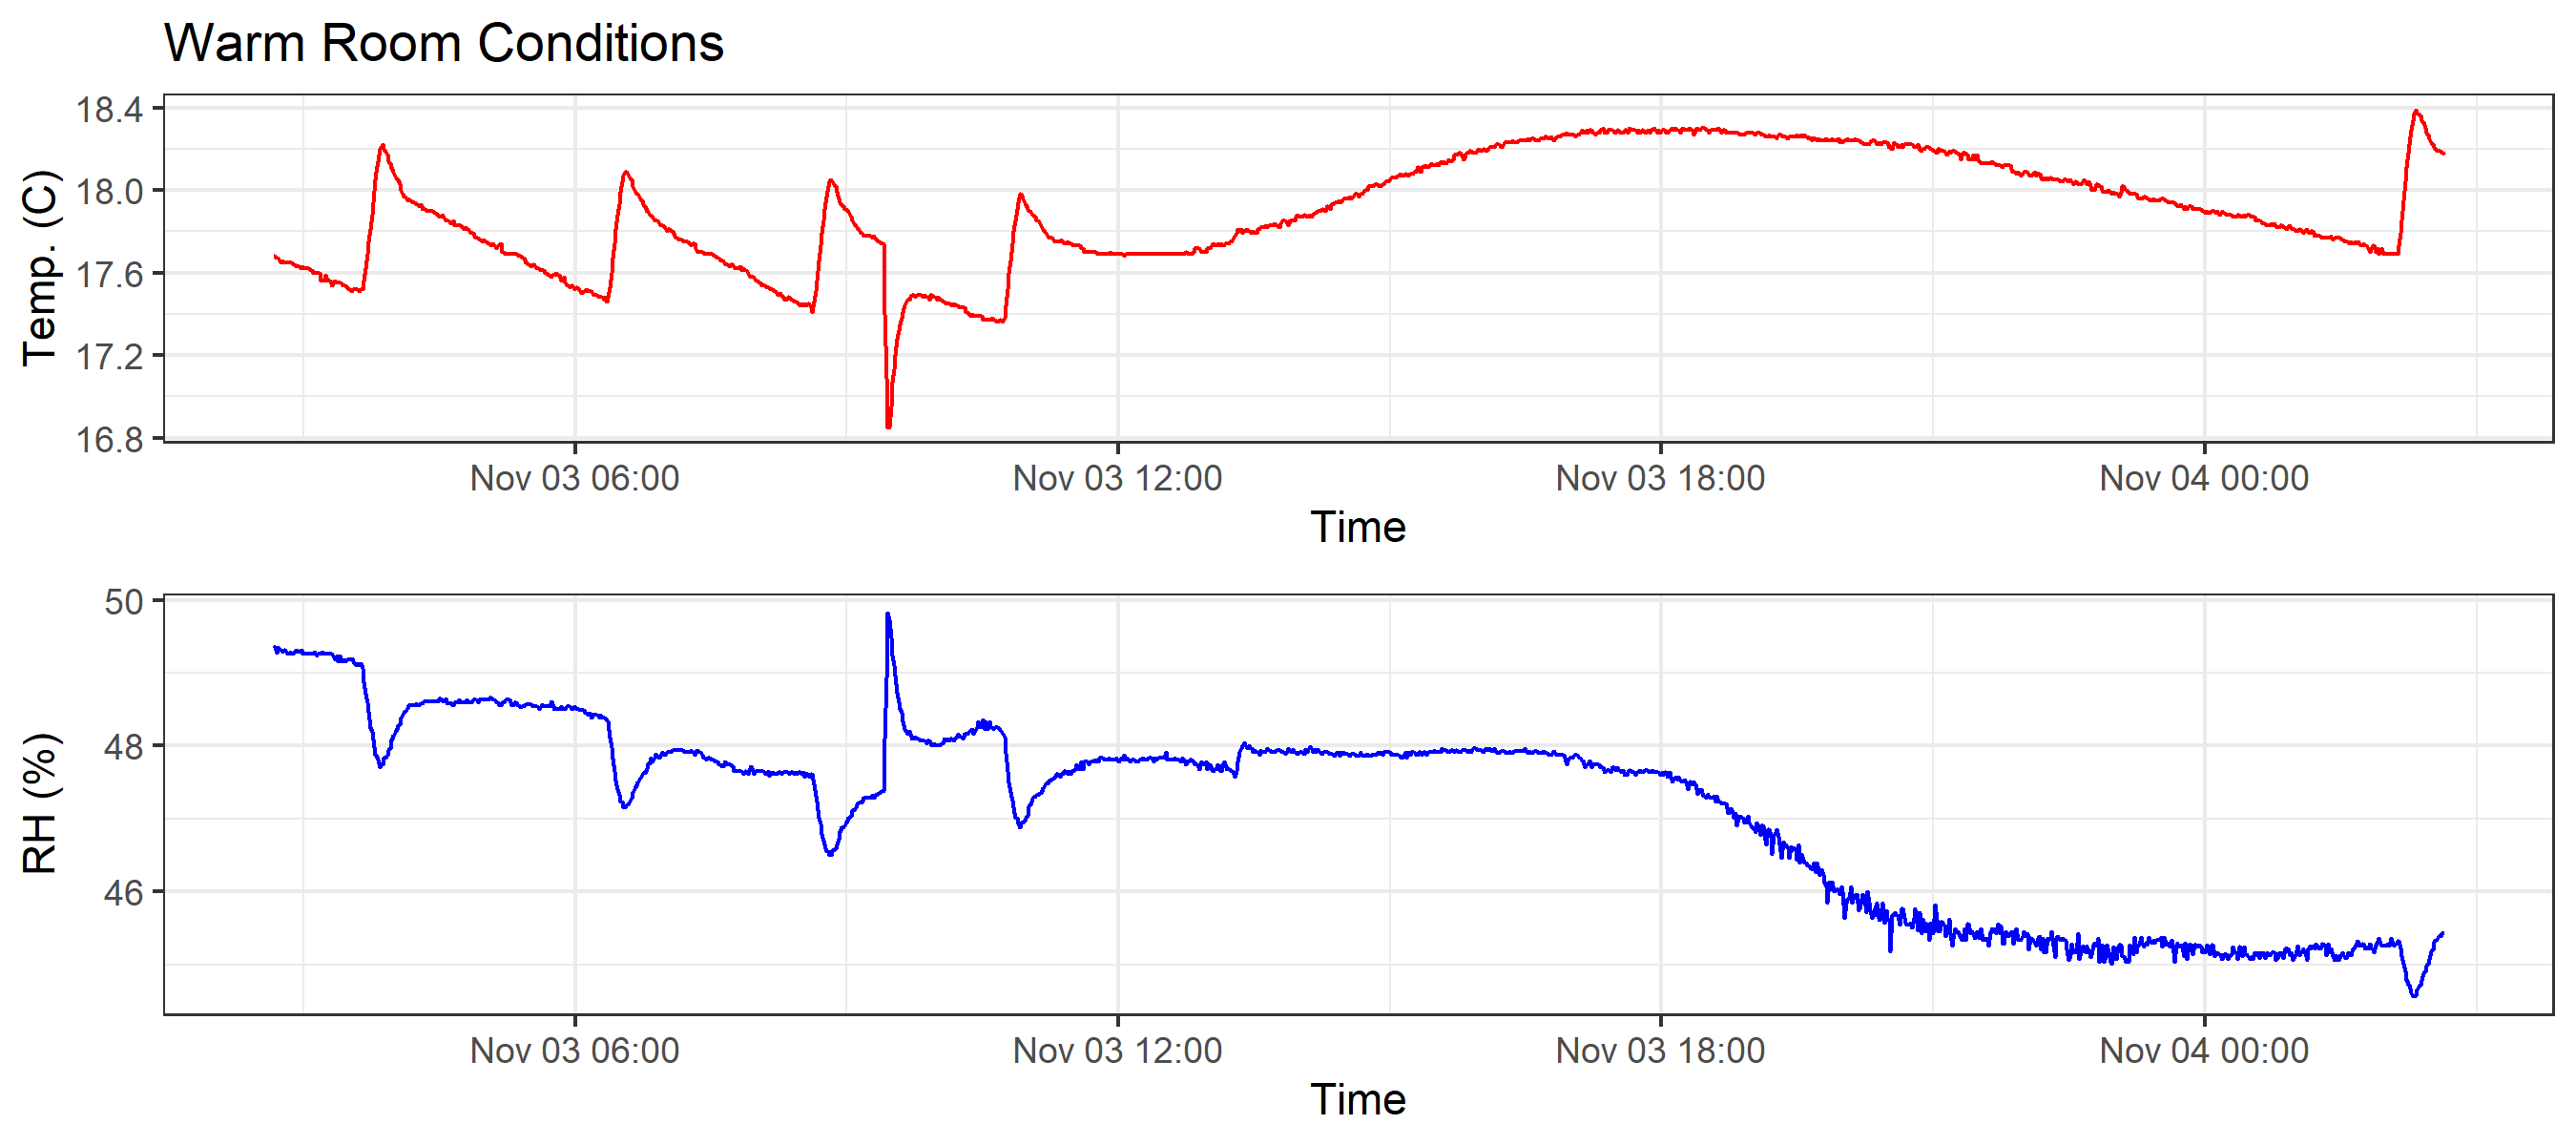 Warm Room Conditions
Temp. (C)
18.4
18.0
17.6
17.2
16.8
Nov 03 06:00 Nov 03 12:00 Nov 03 18:00 Nov 04 00:00
Time
RH (%)
50
48
46
Nov 03 06:00 Nov 03 12:00 Nov 03 18:00 Nov 04 00:00
Time